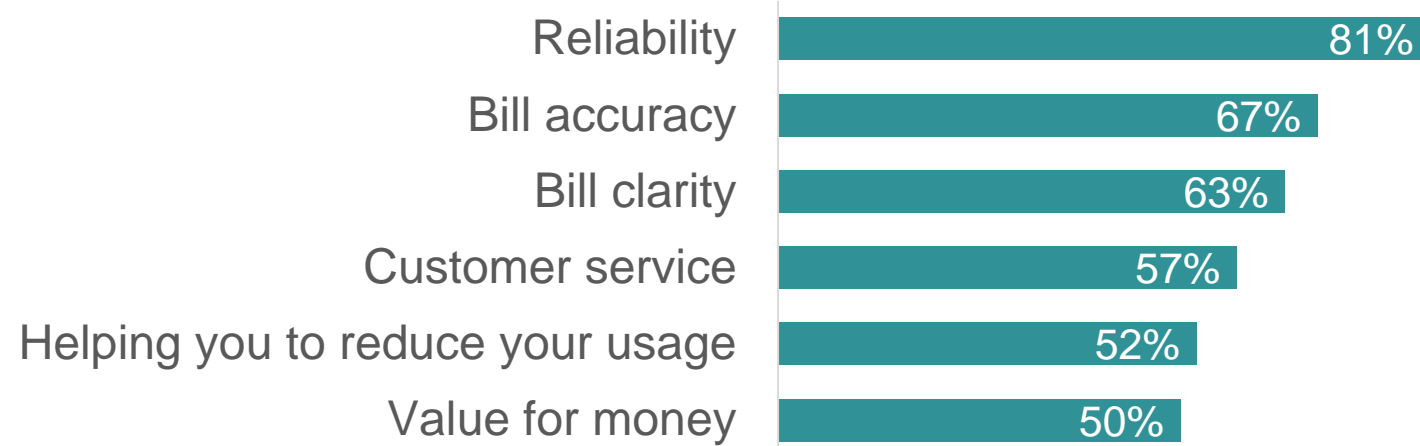 Reliability 81%
Bill accuracy 67%
Bill clarity 63%
Customer service 57%
Helping you to reduce your usage 52%
Value for money 50%